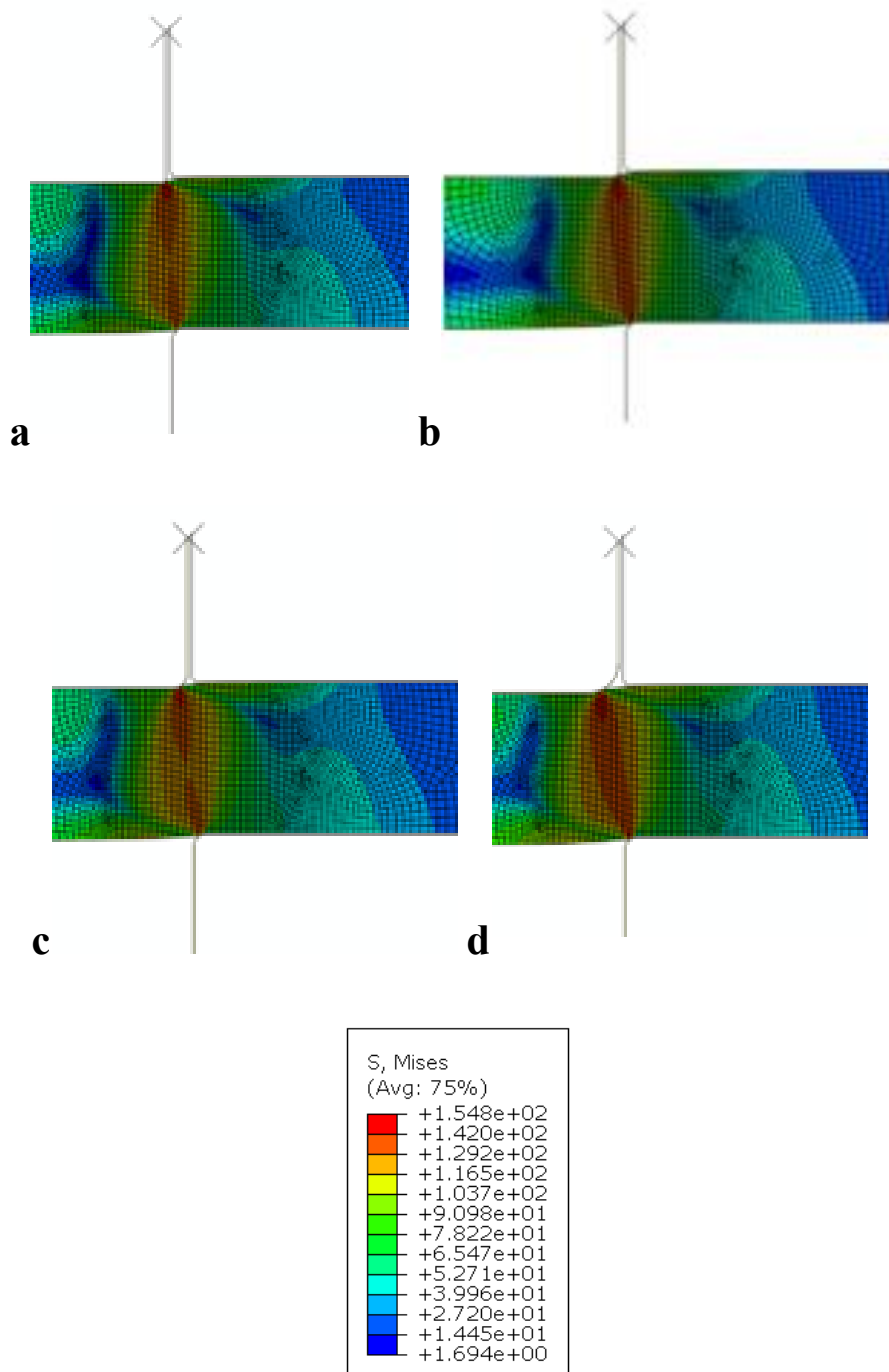 a
b
c
d
S, Mises
(Avg: 75%)
+1.548e+02
+1.420e+02
+1.292e+02
+1.165e+02
+1.037e+02
+9.098e+01
+7.822e+01
+6.547e+01
+5.271e+01
+3.996e+01
+2.720e+01
+1.445e+01
+1.694e+00